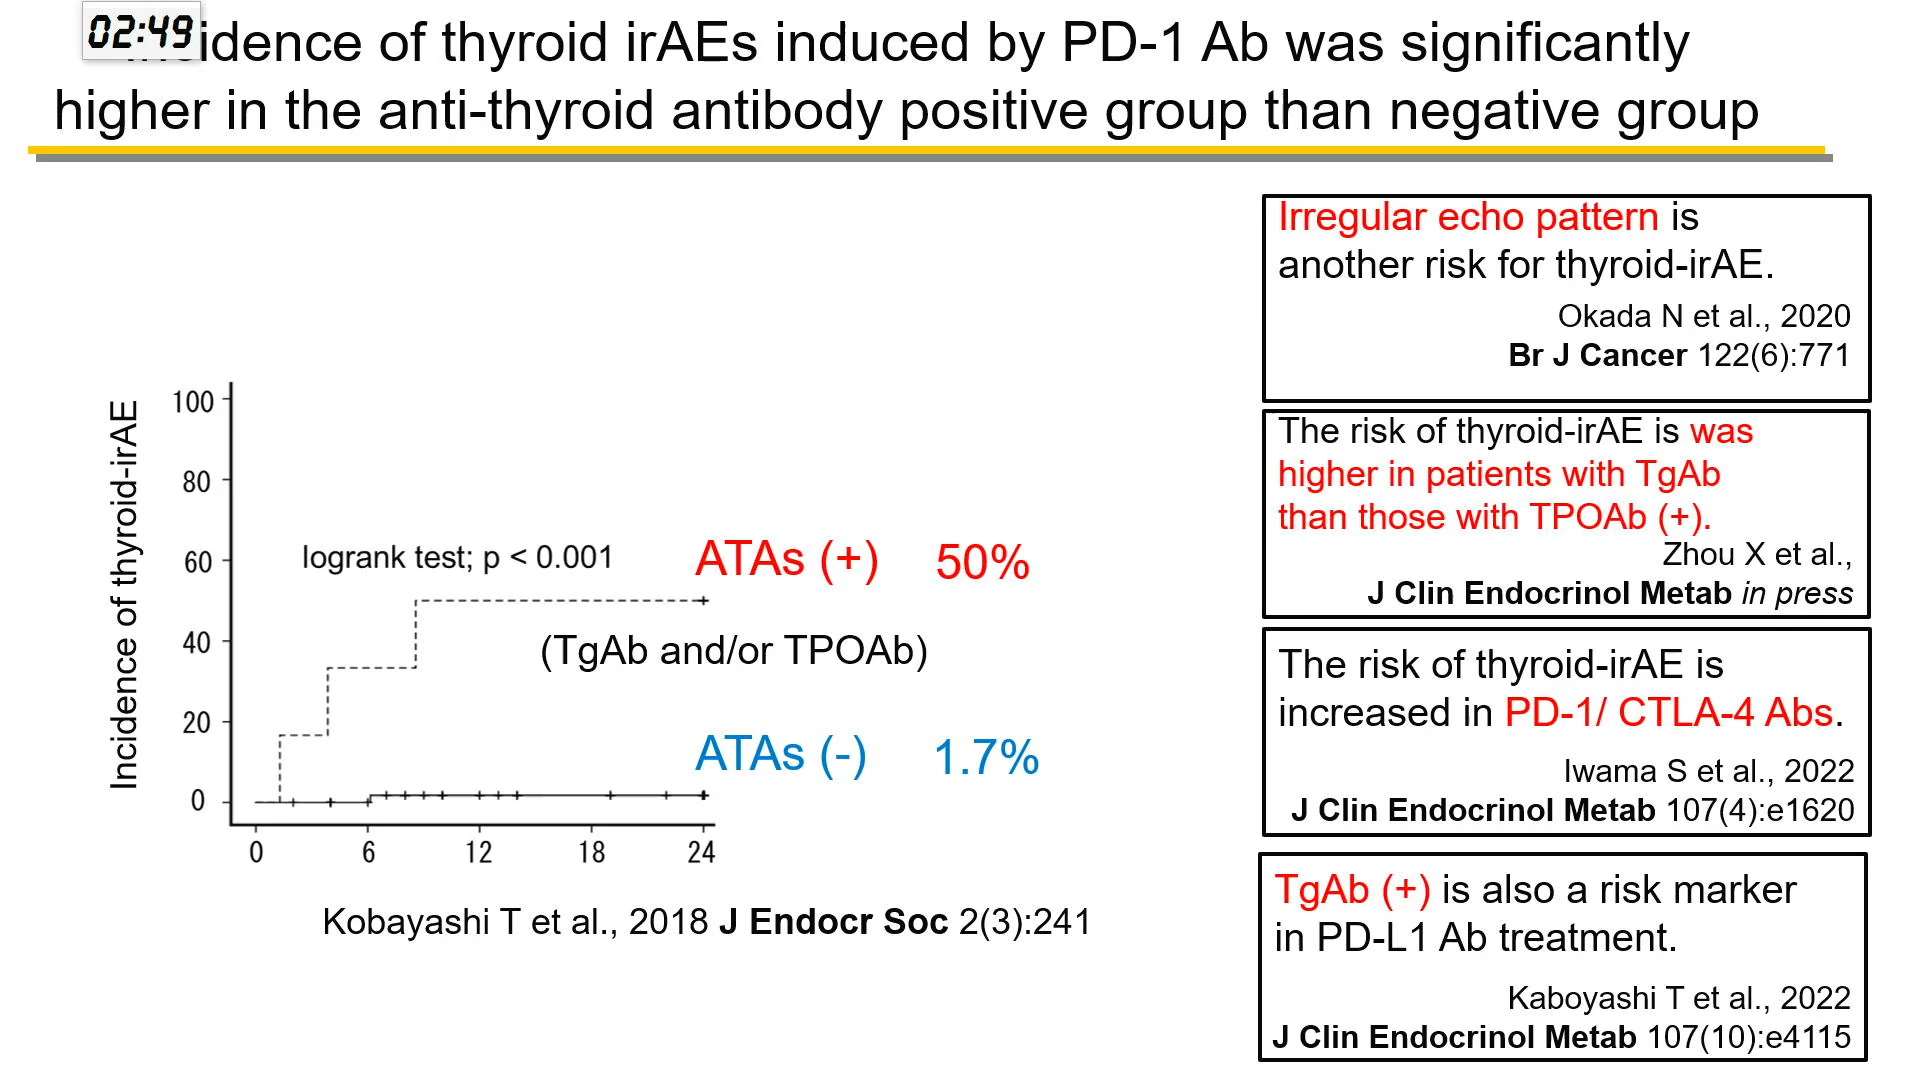 02:49
idence of thyroid irAEs induced by PD-1 Ab was significantly
higher in the anti-thyroid antibody positive group than negative group
Incidence of thyroid-irAE
100
80
60
40
20
0
0 6 12 18 24
logrank test; p < 0.001
ATAs (+) 50%
(TgAb and/or TPOAb)
ATAs (-) 1.7%
Kobayashi T et al., 2018 J Endocr Soc 2(3):241
Irregular echo pattern is
another risk for thyroid-irAE.
Okada N et al., 2020
Br J Cancer 122(6):771
The risk of thyroid-irAE is was
higher in patients with TgAb
than those with TPOAb (+).
Zhou X et al.,
J Clin Endocrinol Metab in press
The risk of thyroid-irAE is
increased in PD-1/ CTLA-4 Abs.
Iwama S et al., 2022
J Clin Endocrinol Metab 107(4):e1620
TgAb (+) is also a risk marker
in PD-L1 Ab treatment.
Kaboyashi T et al., 2022
J Clin Endocrinol Metab 107(10):e4115